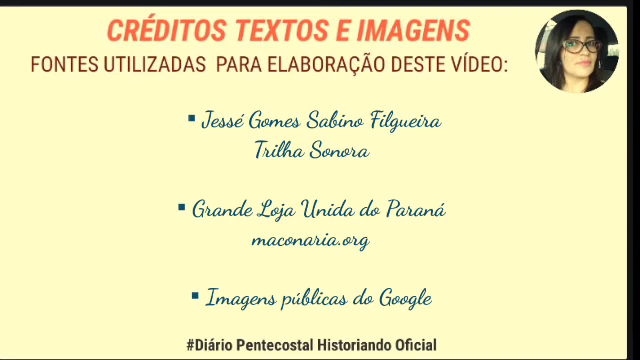 CRÉDITOS TEXTOS E IMAGENS
FONTES UTILIZADAS PARA ELABORAÇÃO DESTE VÍDEO:
▪ Jessé Gomes Sabino Filgueira
Trilha Sonora
▪ Grande Loja Unida do Paraná
maconaria.org
▪ Imagens públicas do Google
#Diário Pentecostal Historiando Oficial